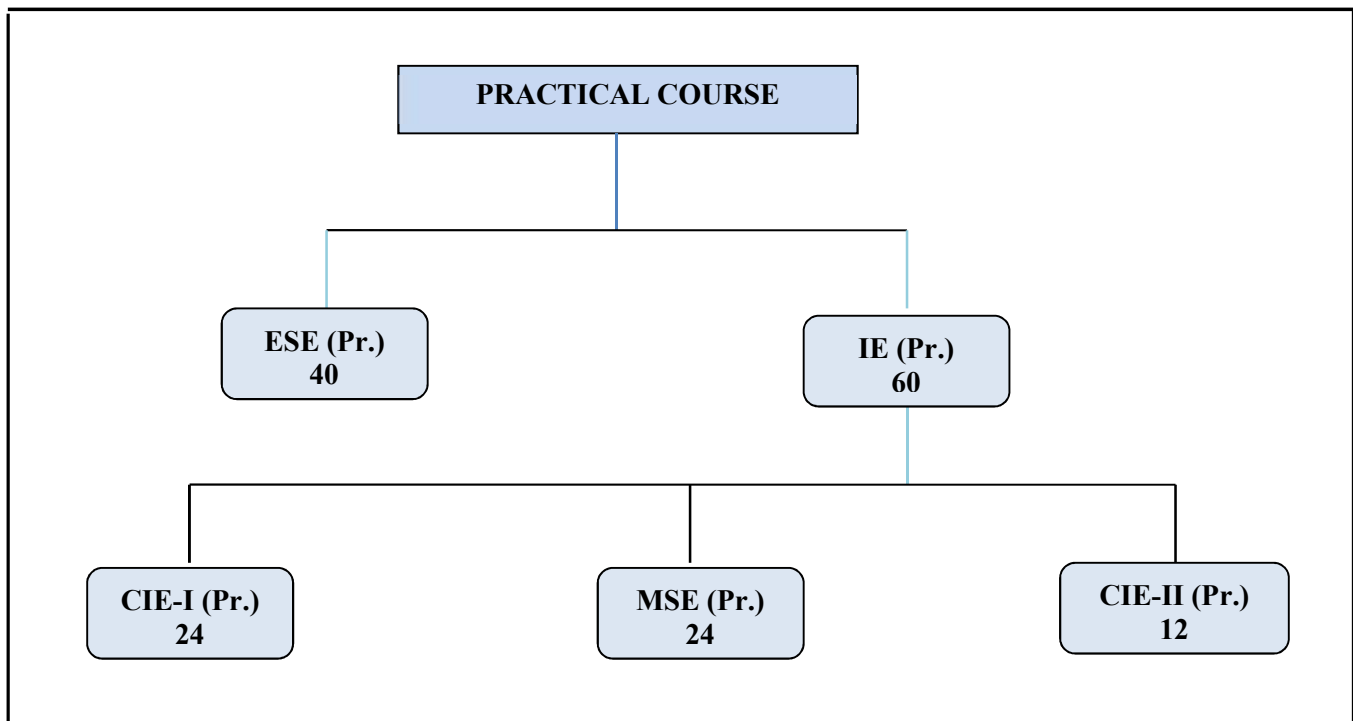 PRACTICAL COURSE
ESE (Pr.)
40
IE (Pr.)
60
CIE-I (Pr.)
24
MSE (Pr.)
24
CIE-II (Pr.)
12